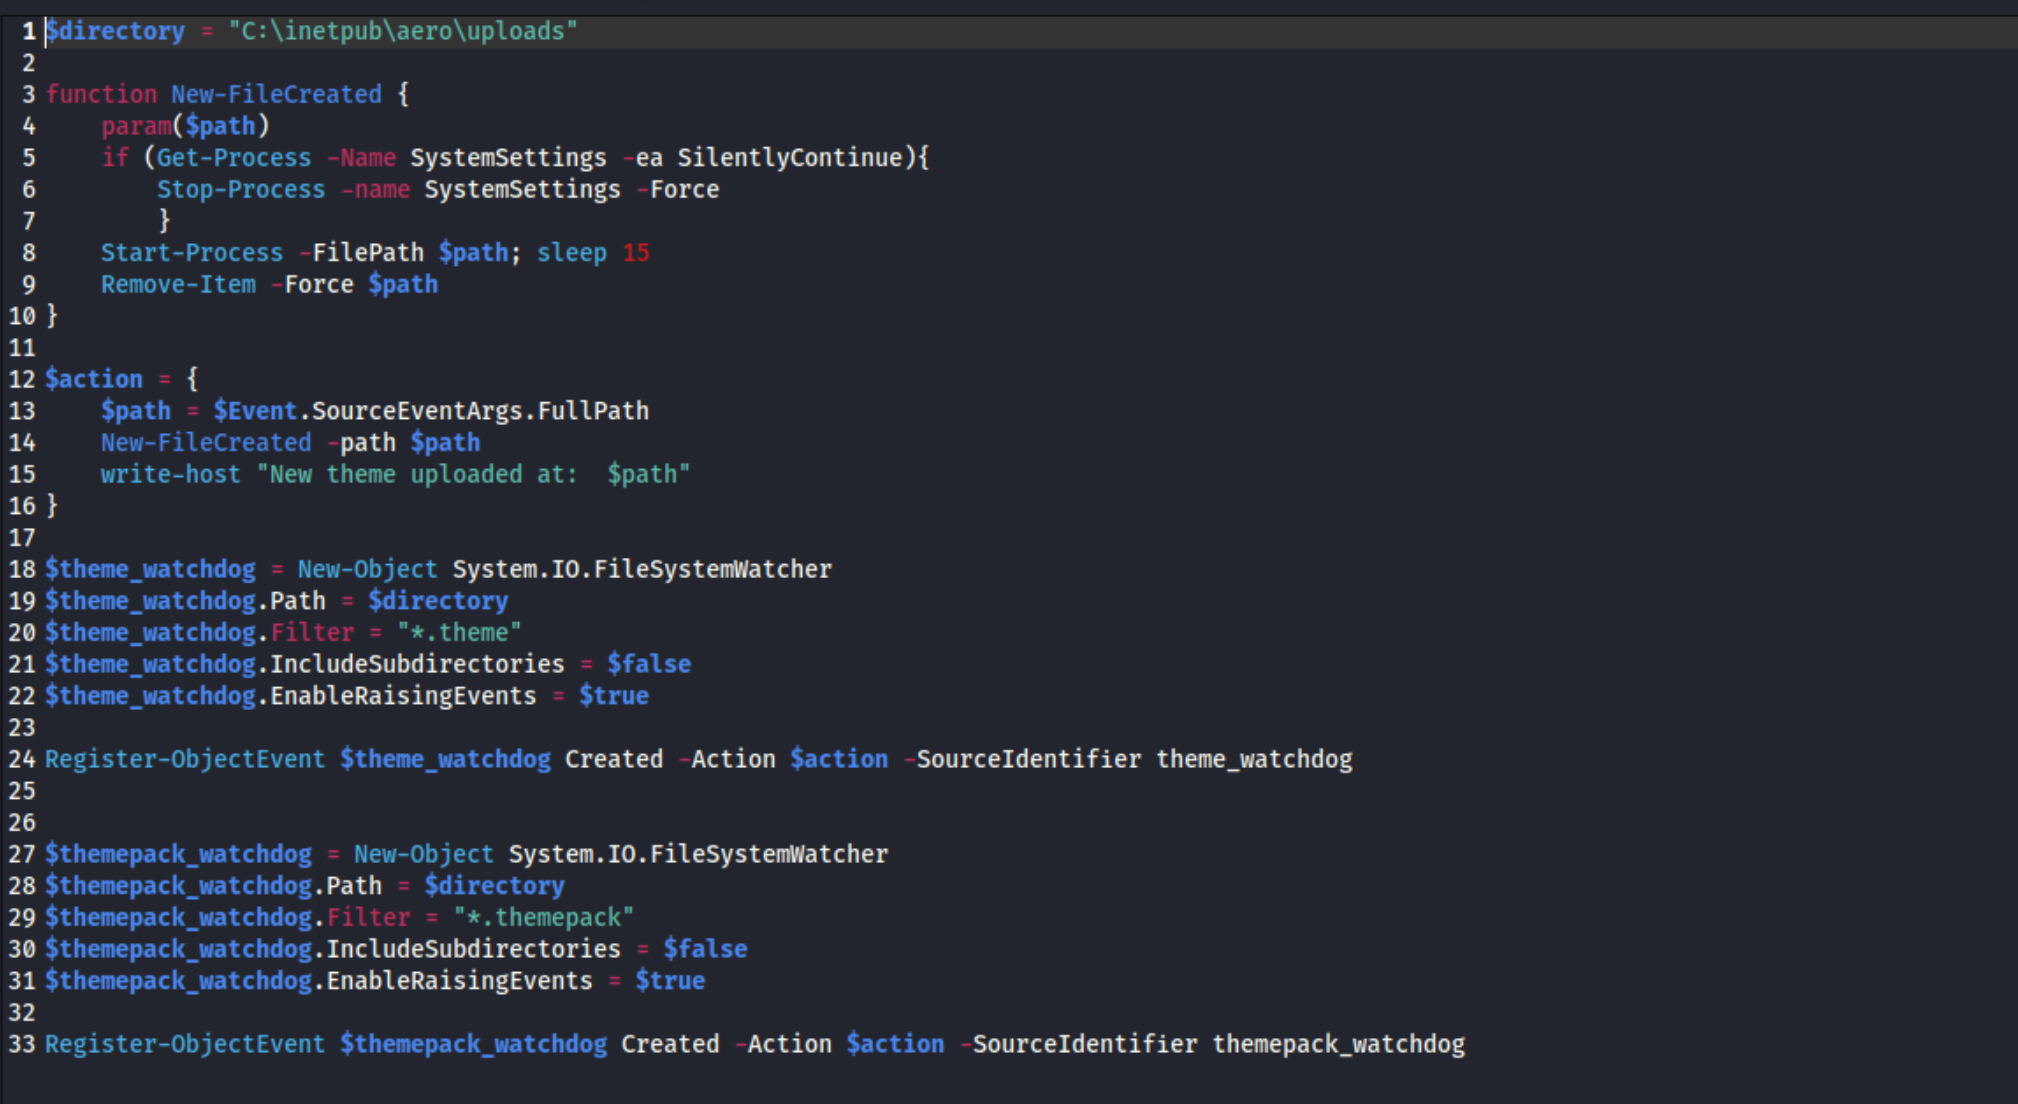 1 $directory = "C:\inetpub\aero\uploads"
2
3 function New-FileCreated {
4     param($path)
5     if (Get-Process -Name SystemSettings -ea SilentlyContinue){
6         Stop-Process -name SystemSettings -Force
7         }
8     Start-Process -FilePath $path; sleep 15
9     Remove-Item -Force $path
10 }
11
12 $action = {
13     $path = $Event.SourceEventArgs.FullPath
14     New-FileCreated -path $path
15     write-host "New theme uploaded at:  $path"
16 }
17
18 $theme_watchdog = New-Object System.IO.FileSystemWatcher
19 $theme_watchdog.Path = $directory
20 $theme_watchdog.Filter = "*.theme"
21 $theme_watchdog.IncludeSubdirectories = $false
22 $theme_watchdog.EnableRaisingEvents = $true
23
24 Register-ObjectEvent $theme_watchdog Created -Action $action -SourceIdentifier theme_watchdog
25
26
27 $themepack_watchdog = New-Object System.IO.FileSystemWatcher
28 $themepack_watchdog.Path = $directory
29 $themepack_watchdog.Filter = "*.themepack"
30 $themepack_watchdog.IncludeSubdirectories = $false
31 $themepack_watchdog.EnableRaisingEvents = $true
32
33 Register-ObjectEvent $themepack_watchdog Created -Action $action -SourceIdentifier themepack_watchdog